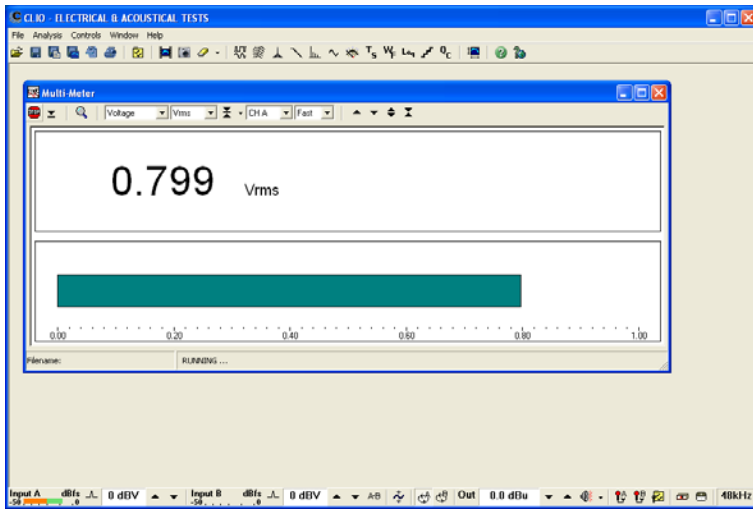 CLIO - ELECTRICAL & ACOUSTICAL TESTS
File Analysis Controls Window Help
Multi-Meter
Voltage Vrms CH A Fast
0.799 Vrms
0.00 0.20 0.40 0.60 0.80 1.00
Filename: RUNNING ...
Input A dBfs 0 dBV Input B dBfs 0 dBV A-B Out 0.0 dBu 48kHz
-50 .0 -50 .0